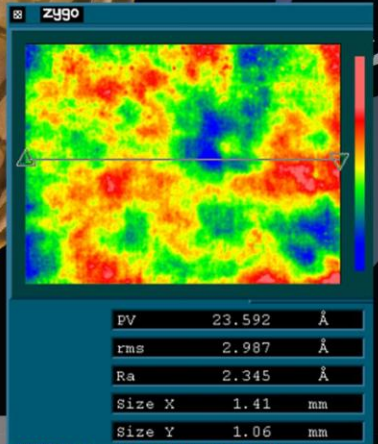 zygo
PV 23.592 Å
rms 2.987 Å
Ra 2.345 Å
Size X 1.41 mm
Size Y 1.06 mm